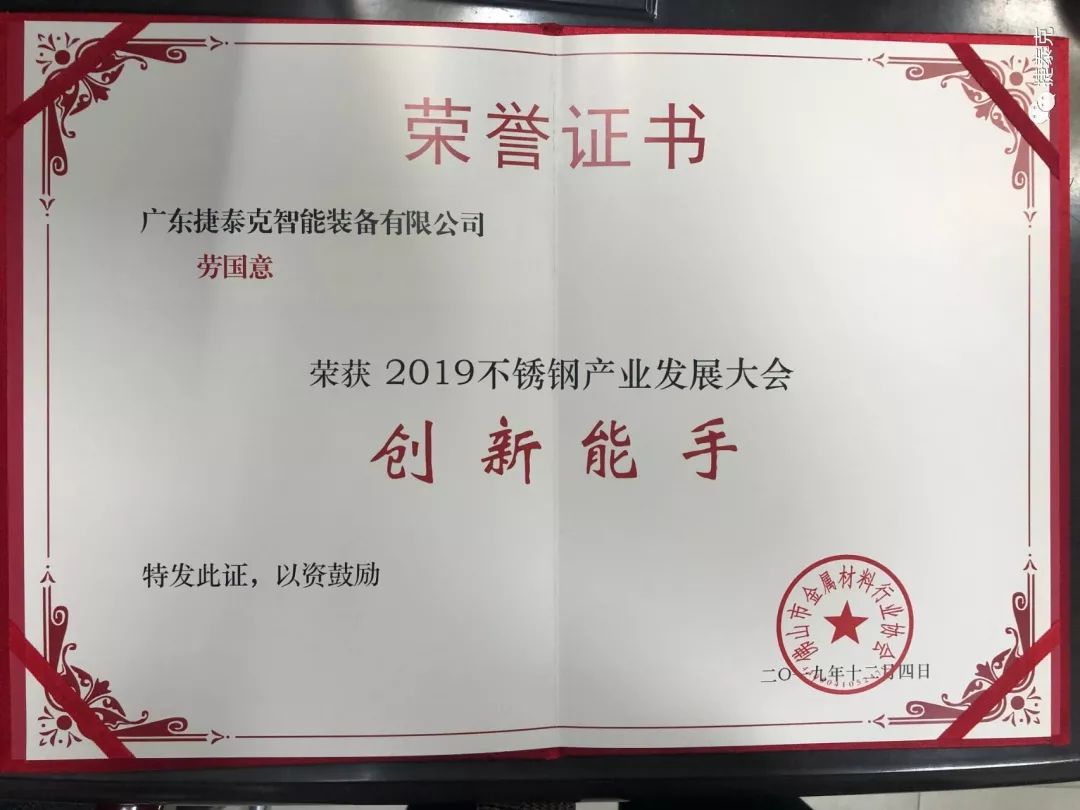 荣誉证书
广东捷泰克智能装备有限公司
劳国意
荣获 2019不锈钢产业发展大会
创新能手
特发此证，以资鼓励
佛山市金属材料行业协会
二〇一九年十二月四日
捷泰克